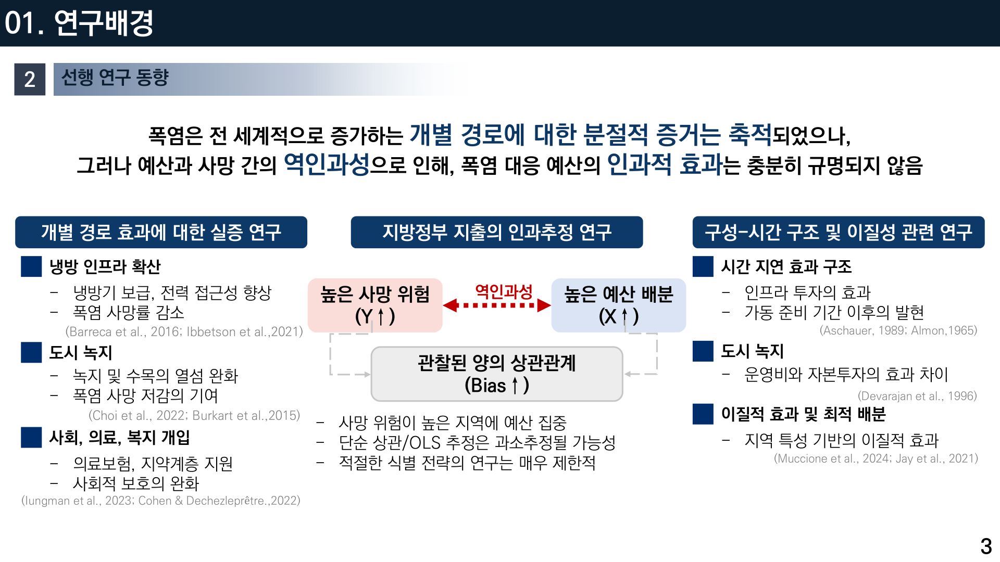 01. 연구배경
2
선행 연구 동향
폭염은 전 세계적으로 증가하는 개별 경로에 대한 분절적 증거는 축적되었으나,
그러나 예산과 사망 간의 역인과성으로 인해, 폭염 대응 예산의 인과적 효과는 충분히 규명되지 않음
개별 경로 효과에 대한 실증 연구
냉방 인프라 확산
- 냉방기 보급, 전력 접근성 향상
- 폭염 사망률 감소
(Barreca et al., 2016; Ibbetson et al.,2021)
도시 녹지
- 녹지 및 수목의 열섬 완화
- 폭염 사망 저감의 기여
(Choi et al., 2022; Burkart et al.,2015)
사회, 의료, 복지 개입
- 의료보험, 지약계층 지원
- 사회적 보호의 완화
(Iungman et al., 2023; Cohen & Dechezleprêtre.,2022)
지방정부 지출의 인과추정 연구
높은 사망 위험
(Y↑)
역인과성
높은 예산 배분
(X↑)
관찰된 양의 상관관계
(Bias↑)
- 사망 위험이 높은 지역에 예산 집중
- 단순 상관/OLS 추정은 과소추정될 가능성
- 적절한 식별 전략의 연구는 매우 제한적
구성-시간 구조 및 이질성 관련 연구
시간 지연 효과 구조
- 인프라 투자의 효과
- 가동 준비 기간 이후의 발현
(Aschauer, 1989; Almon,1965)
도시 녹지
- 운영비와 자본투자의 효과 차이
(Devarajan et al., 1996)
이질적 효과 및 최적 배분
- 지역 특성 기반의 이질적 효과
(Muccione et al., 2024; Jay et al., 2021)
3